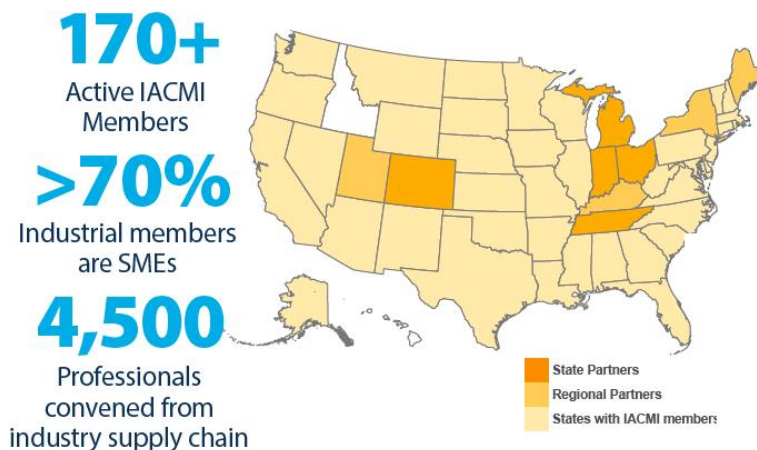 170+
Active IACMI
Members
>70%
Industrial members
are SMEs
4,500
Professionals
convened from
industry supply chain
State Partners
Regional Partners
States with IACMI members